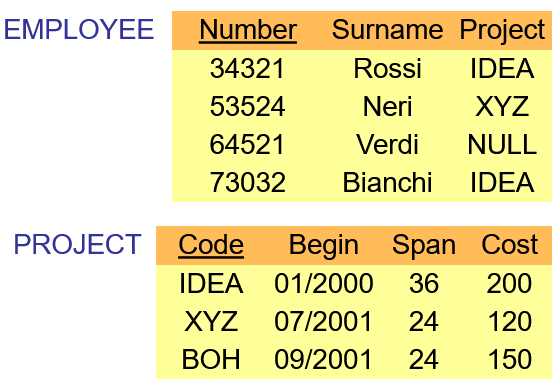 EMPLOYEE Number Surname Project
34321 Rossi IDEA
53524 Neri XYZ
64521 Verdi NULL
73032 Bianchi IDEA
PROJECT Code Begin Span Cost
IDEA 01/2000 36 200
XYZ 07/2001 24 120
BOH 09/2001 24 150